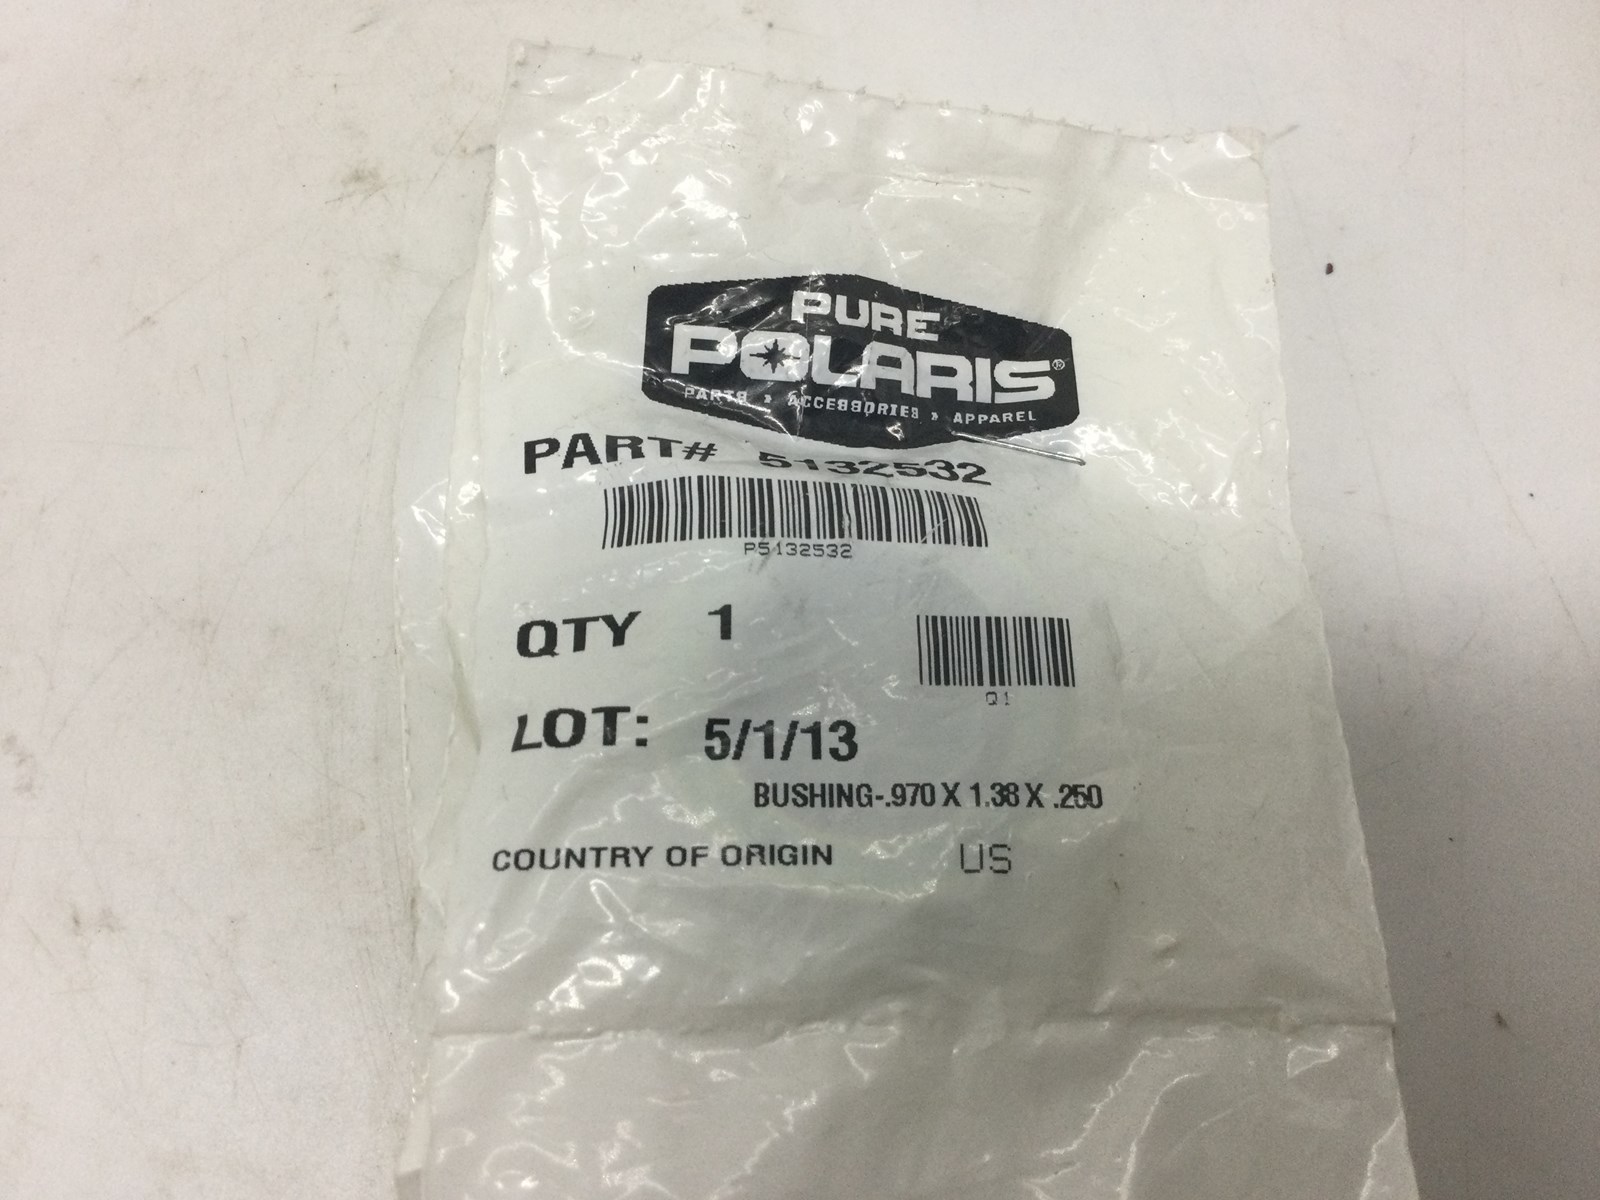 PURE
POLARIS®
PARTS » ACCESSORIES » APPAREL
PART# 5132532
P5132532
QTY 1
Q1
LOT: 5/1/13
BUSHING-.970 X 1.38 X .250
COUNTRY OF ORIGIN US